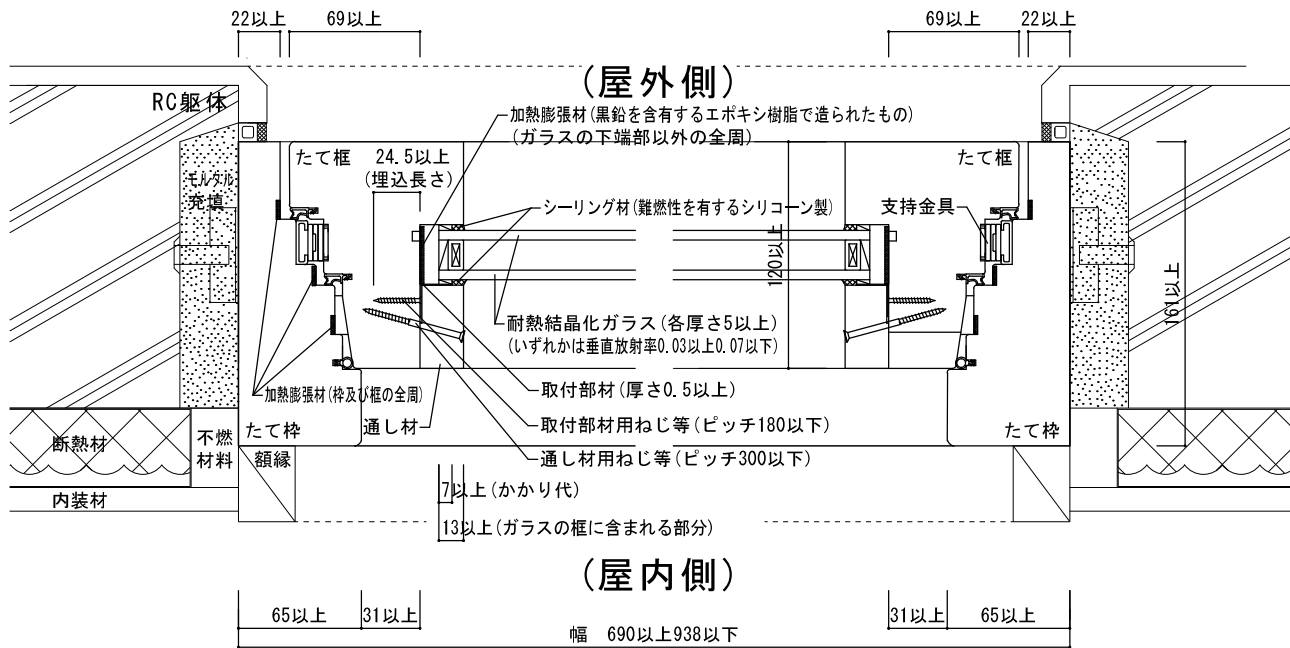 22以上
69以上
69以上
22以上
(屋外側)
RC躯体
加熱膨張材(黒鉛を含有するエポキシ樹脂で造られたもの)
(ガラスの下端部以外の全周)
たて框
24.5以上
(埋込長さ)
たて框
モルタル
充填
シーリング材(難燃性を有するシリコーン製)
支持金具
120以上
161以上
耐熱結晶化ガラス(各厚さ5以上)
(いずれかは垂直放射率0.03以上0.07以下)
加熱膨張材(枠及び框の全周)
取付部材(厚さ0.5以上)
通し材
取付部材用ねじ等(ピッチ180以下)
通し材用ねじ等(ピッチ300以下)
断熱材
不燃
材料
たて枠
額縁
たて枠
内装材
7以上(かかり代)
13以上(ガラスの框に含まれる部分)
(屋内側)
65以上
31以上
31以上
65以上
幅 690以上938以下